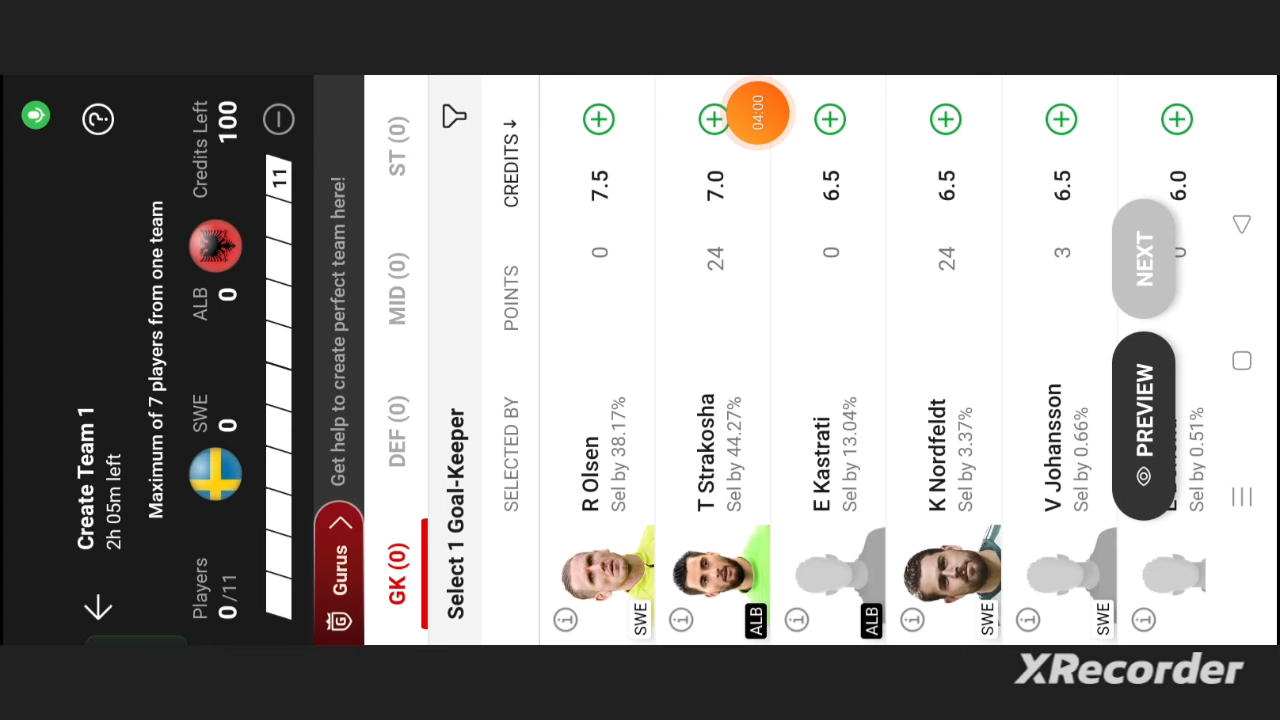 Create Team 1
2h 05m left
Maximum of 7 players from one team
Players
0/11
SWE
0
ALB
0
Credits Left
100
11
Gurus
Get help to create perfect team here!
GK (0)
DEF (0)
MID (0)
ST (0)
Select 1 Goal-Keeper
SELECTED BY
POINTS
CREDITS
R Olsen
Sel by 38.17%
0
7.5
SWE
T Strakosha
Sel by 44.27%
24
7.0
ALB
04:00
E Kastrati
Sel by 13.04%
0
6.5
ALB
K Nordfeldt
Sel by 3.37%
24
6.5
SWE
V Johansson
Sel by 0.66%
3
6.5
SWE
Sel by 0.51%
6.0
PREVIEW
NEXT
XRecorder